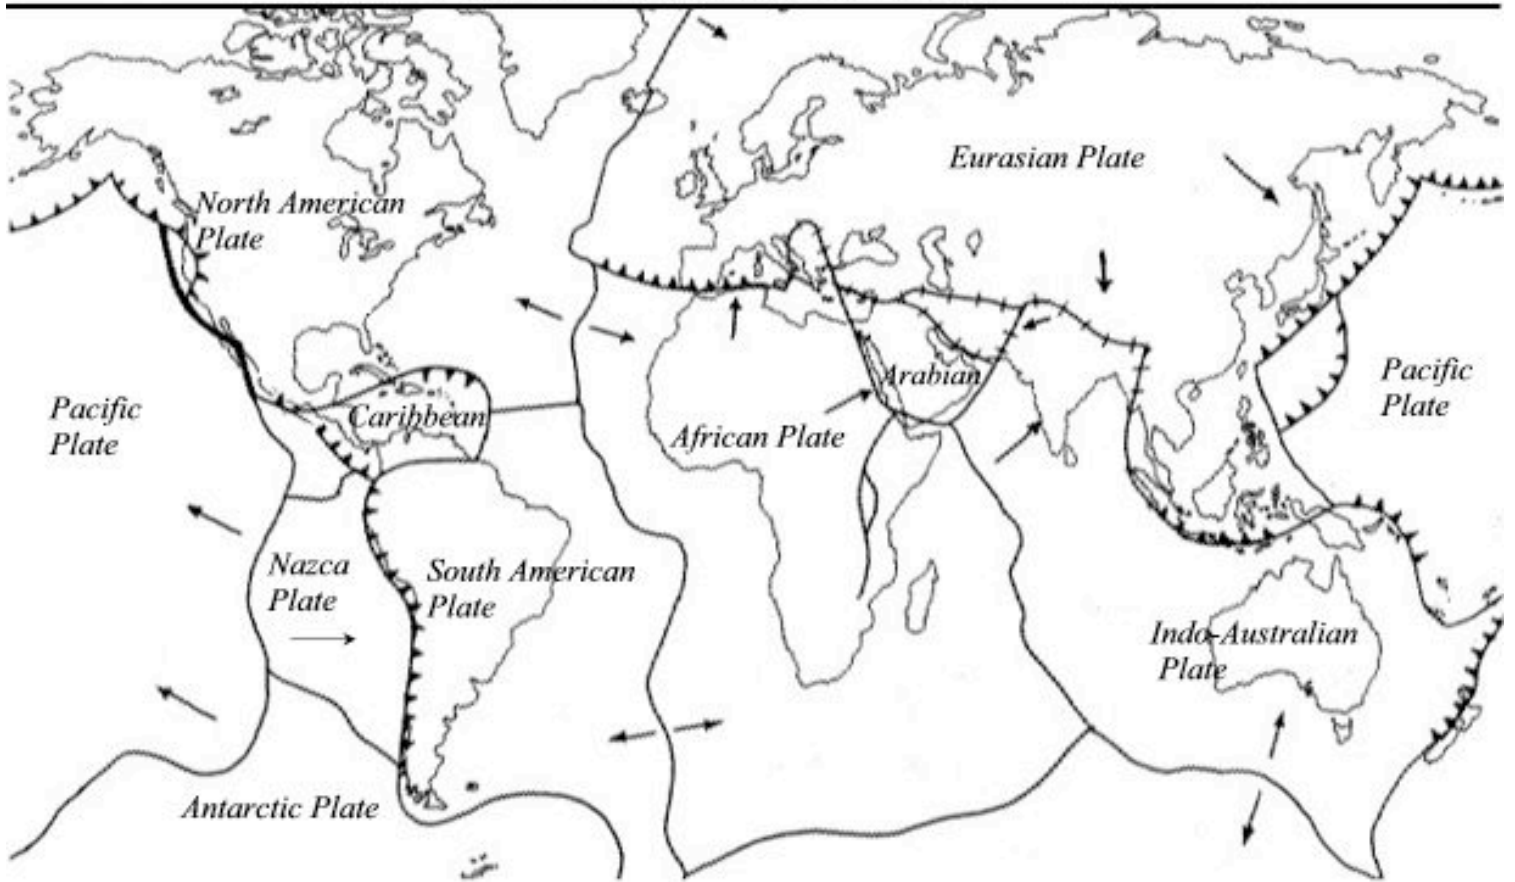 Eurasian Plate
North American
Plate
Pacific
Plate
Pacific
Plate
Caribbean
Arabian
African Plate
Nazca
Plate
South American
Plate
Indo-Australian
Plate
Antarctic Plate